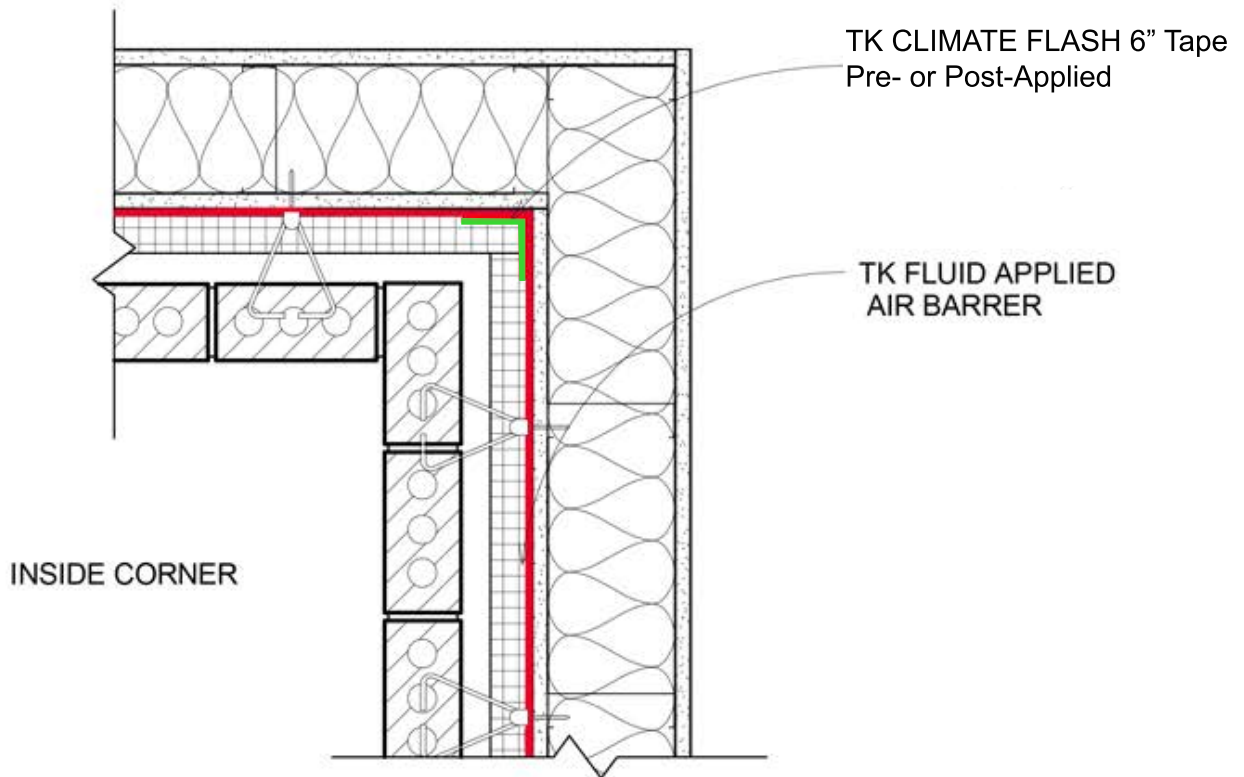 TK CLIMATE FLASH 6” Tape
Pre- or Post-Applied
TK FLUID APPLIED
AIR BARRER
INSIDE CORNER